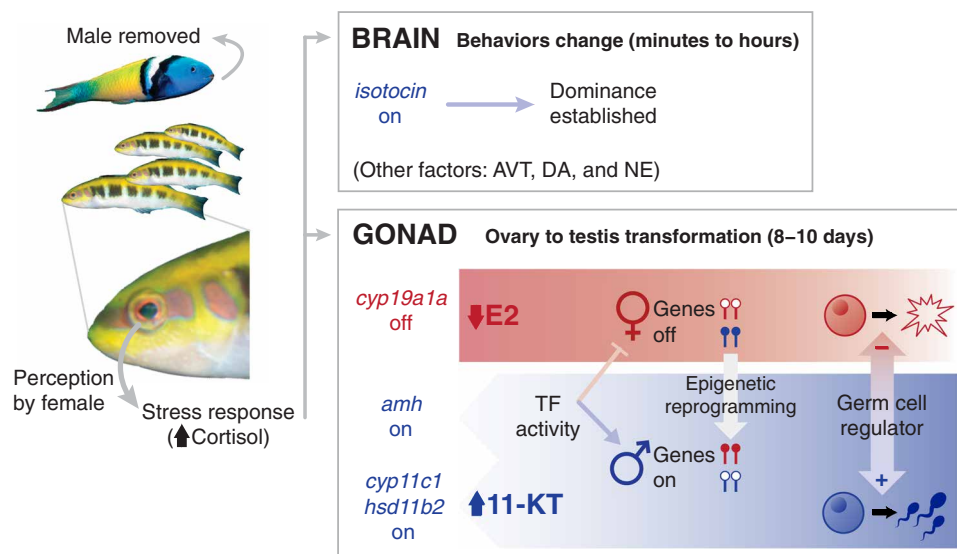 Male removed
Perception
by female
Stress response
(⬆Cortisol)
BRAIN Behaviors change (minutes to hours)
isotocin
on
Dominance
established
(Other factors: AVT, DA, and NE)
GONAD Ovary to testis transformation (8–10 days)
cyp19a1a
off
⬇E2
Genes
off
amh
on
TF
activity
Epigenetic
reprogramming
Germ cell
regulator
–
+
cyp11c1
hsd11b2
on
⬆11-KT
Genes
on